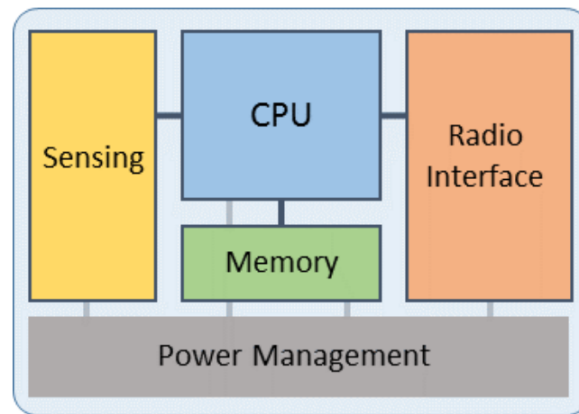 Sensing
CPU
Radio
Interface
Memory
Power Management